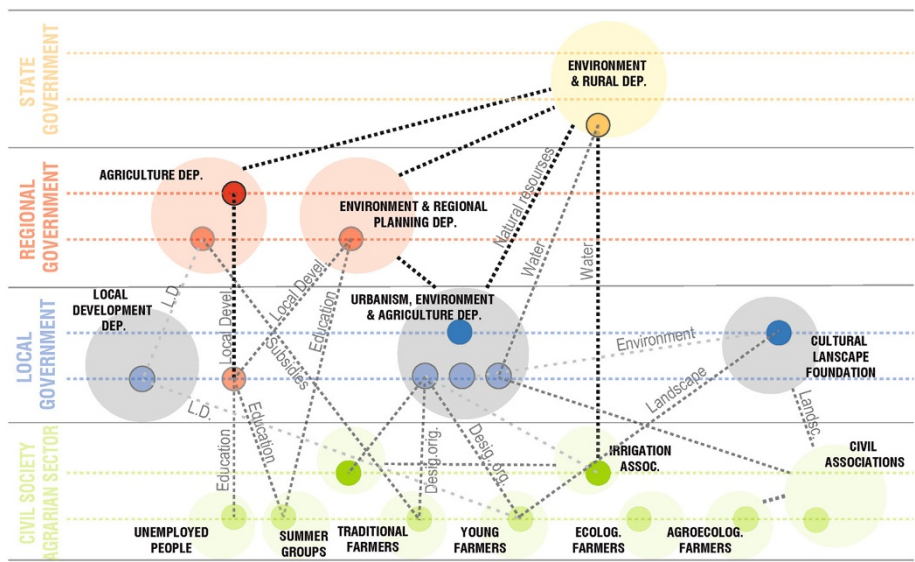 STATE
GOVERNMENT
ENVIRONMENT
& RURAL DEP.
REGIONAL
GOVERNMENT
AGRICULTURE DEP.
ENVIRONMENT & REGIONAL
PLANNING DEP.
Natural resourses
Water
Water
L.D.
Local Devel.
Local Devel.
Subsidies
Education
LOCAL
GOVERNMENT
LOCAL
DEVELOPMENT
DEP.
URBANISM, ENVIRONMENT
& AGRICULTURE DEP.
Environment
CULTURAL
LANSCAPE
FOUNDATION
L.D.
Education
Education
Desig.orig.
Desig. org.
Landscape
Landsc.
CIVIL SOCIETY
AGRARIAN SECTOR
IRRIGATION
ASSOC.
CIVIL
ASSOCIATIONS
UNEMPLOYED
PEOPLE
SUMMER
GROUPS
TRADITIONAL
FARMERS
YOUNG
FARMERS
ECOLOG.
FARMERS
AGROECOLOG.
FARMERS